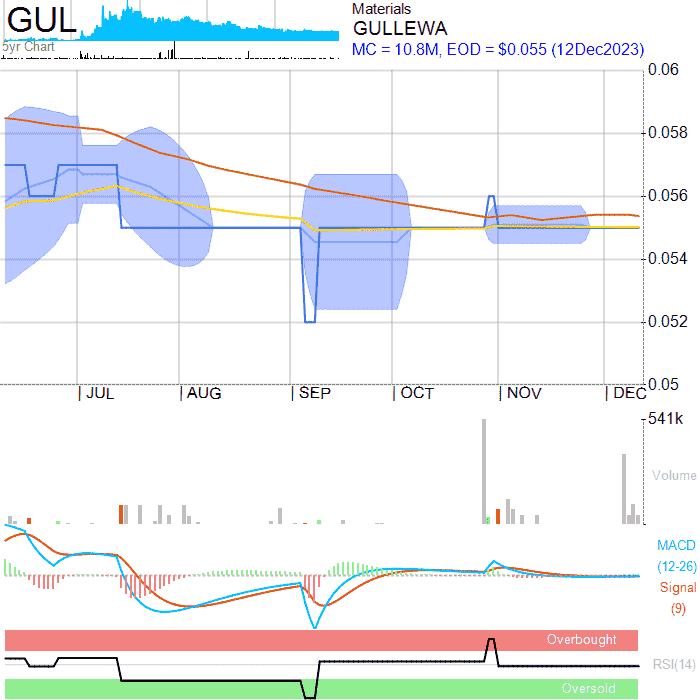 GUL
5yr Chart
Materials
GULLEWA
MC = 10.8M, EOD = $0.055 (12Dec2023)
0.06
0.058
0.056
0.054
0.052
0.05
JUL
AUG
SEP
OCT
NOV
DEC
541k
Volume
MACD
(12-26)
Signal
(9)
Overbought
RSI(14)
Oversold